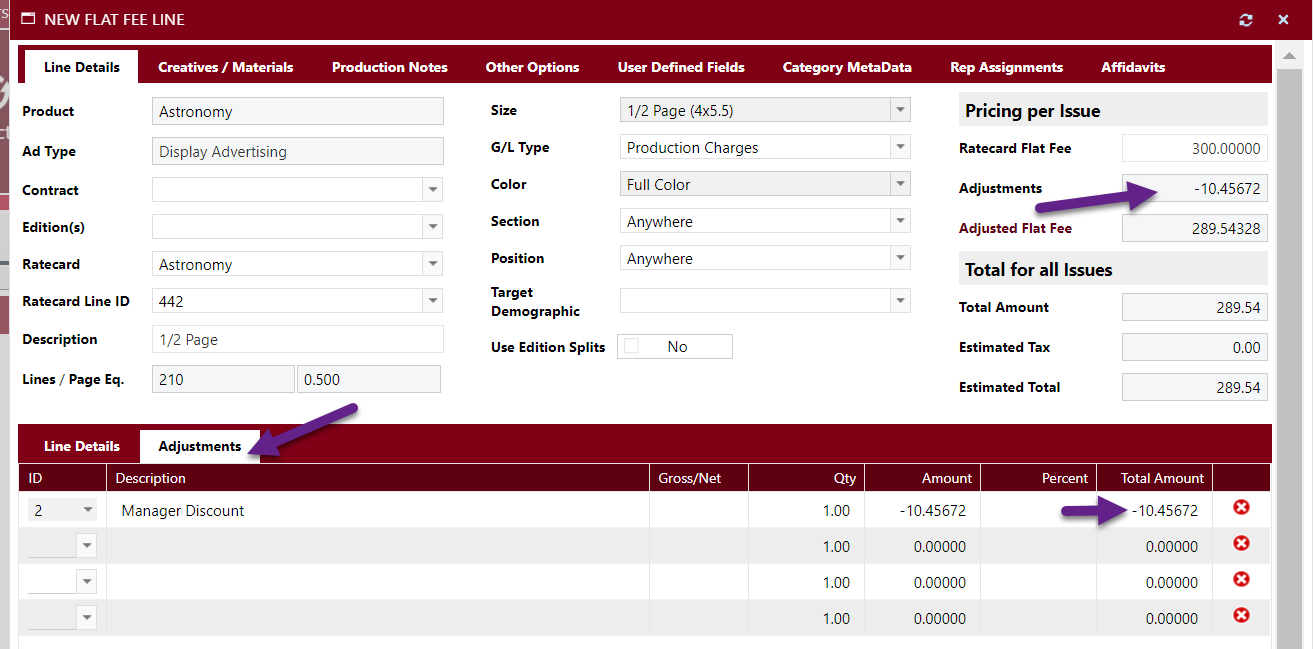 NEW FLAT FEE LINE
Line Details Creatives / Materials Production Notes Other Options User Defined Fields Category MetaData Rep Assignments Affidavits
Product Astronomy
Ad Type Display Advertising
Contract
Edition(s)
Ratecard Astronomy
Ratecard Line ID 442
Description 1/2 Page
Lines / Page Eq. 210 0.500
Size 1/2 Page (4x5.5)
G/L Type Production Charges
Color Full Color
Section Anywhere
Position Anywhere
Target
Demographic
Use Edition Splits No
Pricing per Issue
Ratecard Flat Fee 300.00000
Adjustments -10.45672
Adjusted Flat Fee 289.54328
Total for all Issues
Total Amount 289.54
Estimated Tax 0.00
Estimated Total 289.54
Line Details Adjustments
ID Description Gross/Net Qty Amount Percent Total Amount
2 Manager Discount 1.00 -10.45672 -10.45672
1.00 0.00000 0.00000
1.00 0.00000 0.00000
1.00 0.00000 0.00000